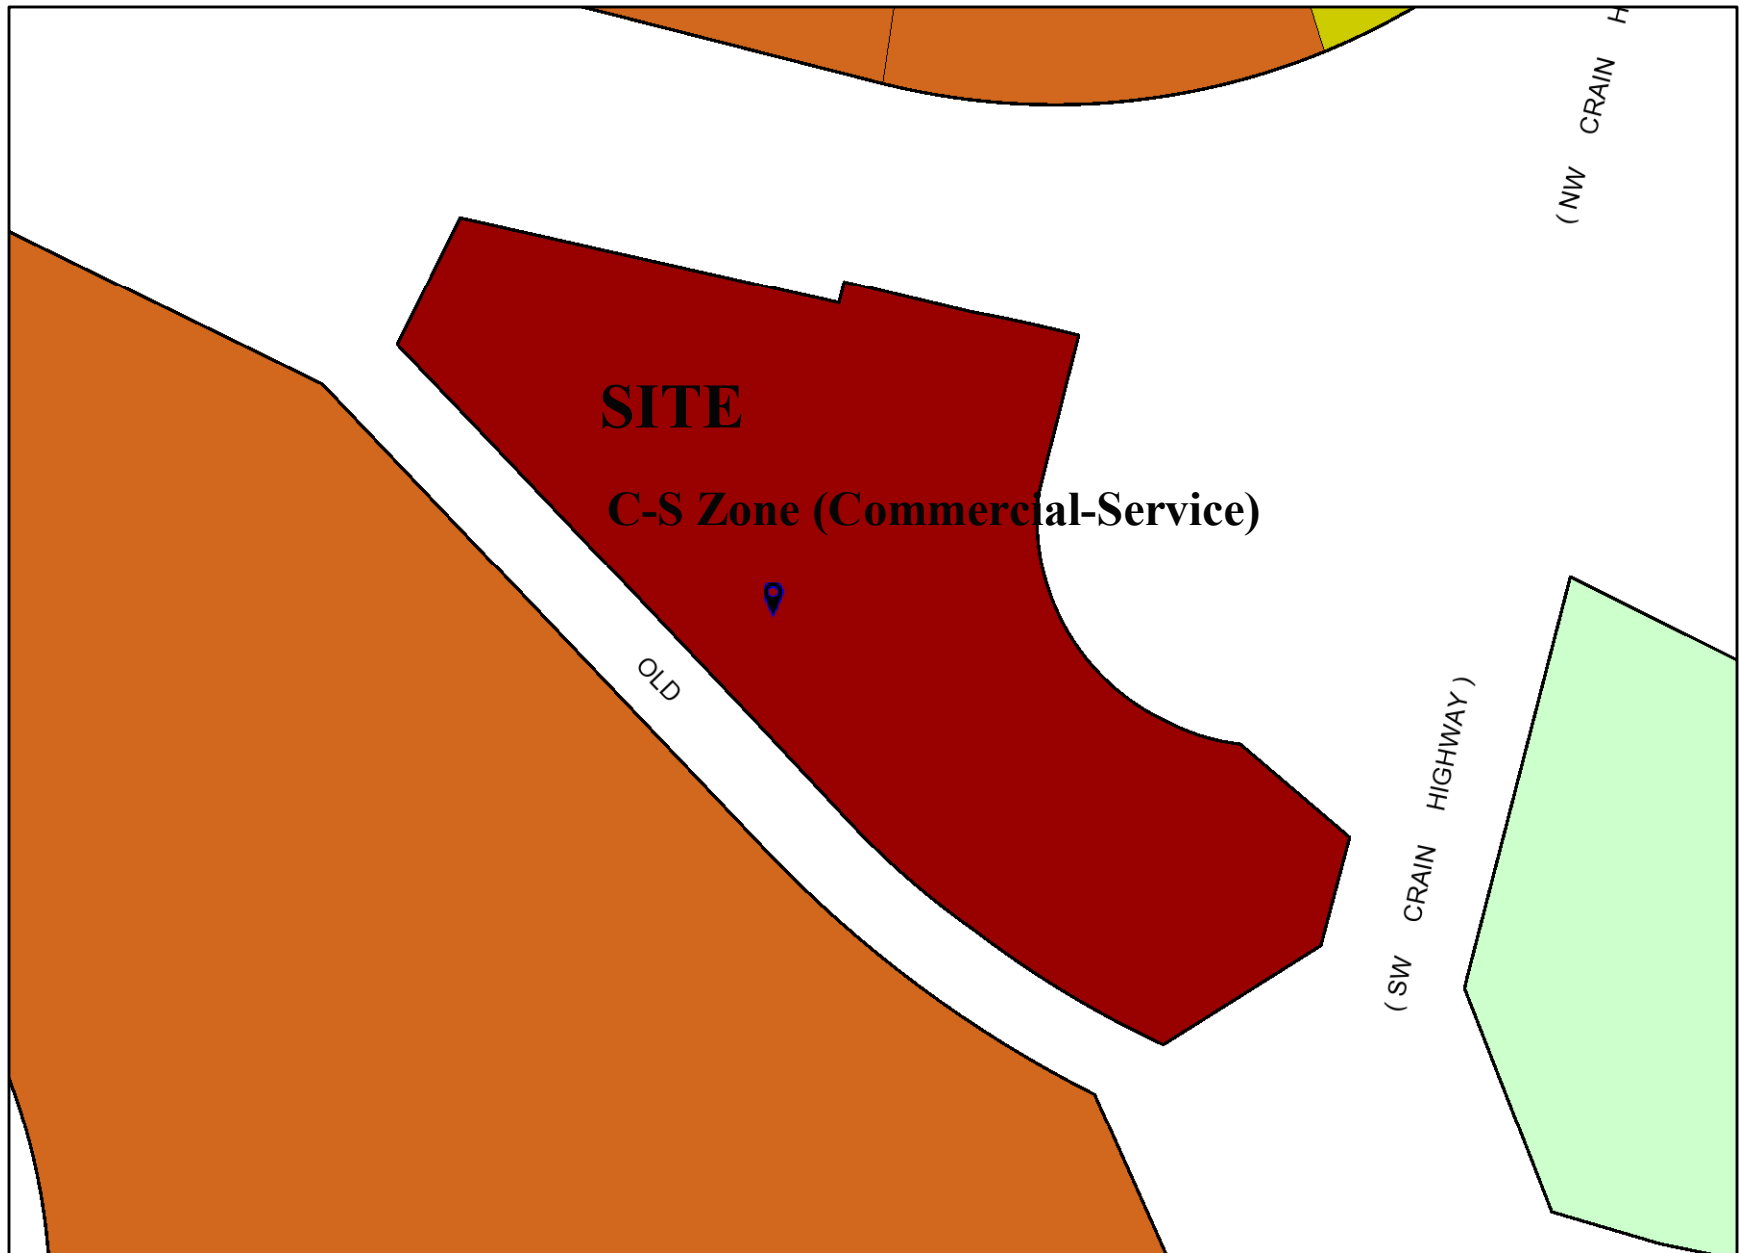 ( NW CRAIN H
SITE
C-S Zone (Commercial-Service)
OLD
( SW CRAIN HIGHWAY )